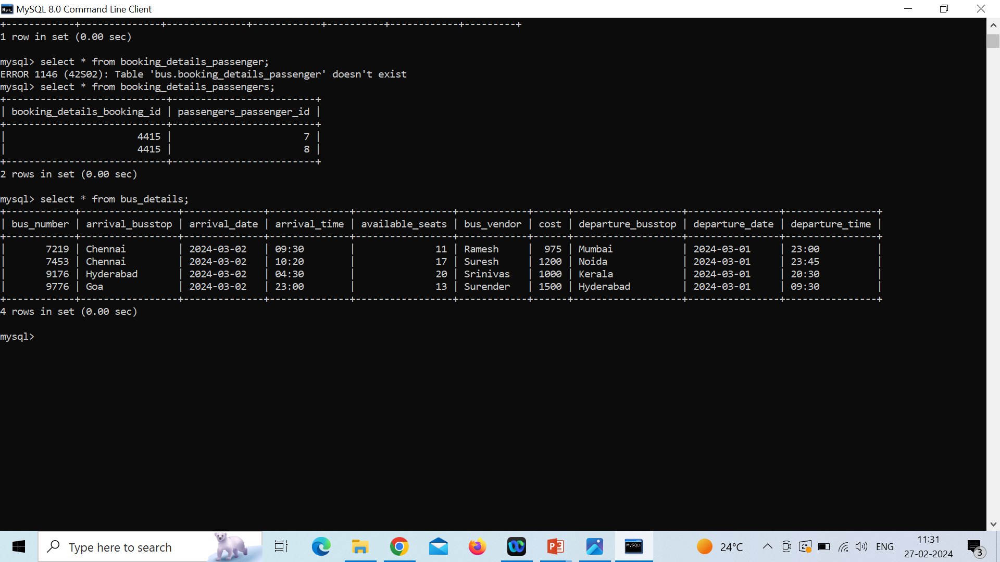 MySQL 8.0 Command Line Client
+------------+--------------+--------------+------------+----------+------------+---------+
1 row in set (0.00 sec)
mysql> select * from booking_details_passenger;
ERROR 1146 (42S02): Table 'bus.booking_details_passenger' doesn't exist
mysql> select * from booking_details_passengers;
+----------------------------+-------------------------+
| booking_details_booking_id | passengers_passenger_id |
+----------------------------+-------------------------+
|                       4415 |                       7 |
|                       4415 |                       8 |
+----------------------------+-------------------------+
2 rows in set (0.00 sec)
mysql> select * from bus_details;
+------------+-----------------+--------------+--------------+-----------------+------------+------+-------------------+----------------+----------------+
| bus_number | arrival_busstop | arrival_date | arrival_time | available_seats | bus_vendor | cost | departure_busstop | departure_date | departure_time |
+------------+-----------------+--------------+--------------+-----------------+------------+------+-------------------+----------------+----------------+
|       7219 | Chennai         | 2024-03-02   | 09:30        |              11 | Ramesh     |  975 | Mumbai            | 2024-03-01     | 23:00          |
|       7453 | Chennai         | 2024-03-02   | 10:20        |              17 | Suresh     | 1200 | Noida             | 2024-03-01     | 23:45          |
|       9176 | Hyderabad       | 2024-03-02   | 04:30        |              20 | Srinivas   | 1000 | Kerala            | 2024-03-01     | 20:30          |
|       9776 | Goa             | 2024-03-02   | 23:00        |              13 | Surender   | 1500 | Hyderabad         | 2024-03-01     | 09:30          |
+------------+-----------------+--------------+--------------+-----------------+------------+------+-------------------+----------------+----------------+
4 rows in set (0.00 sec)
mysql>
Type here to search
MySQL>
24°C
ENG
11:31
27-02-2024
3